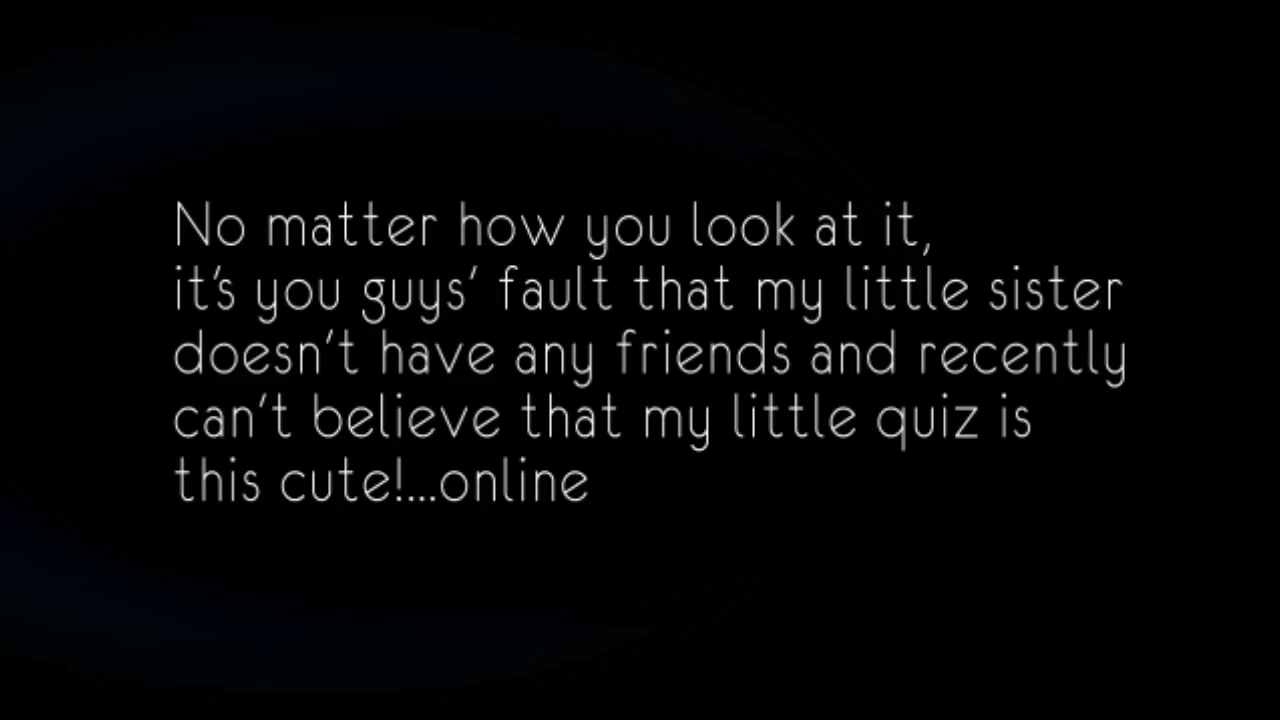 No matter how you look at it,
it's you guys' fault that my little sister
doesn't have any friends and recently
can't believe that my little quiz is
this cute!...online